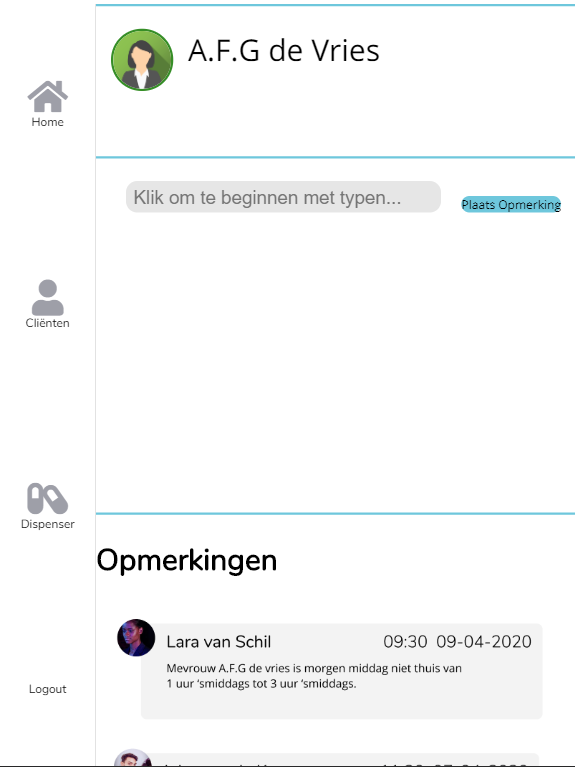 A.F.G de Vries
Home
Klik om te beginnen met typen...
Plaats Opmerking
Cliënten
Dispenser
Opmerkingen
Lara van Schil 09:30 09-04-2020
Mevrouw A.F.G de vries is morgen middag niet thuis van
1 uur ‘smiddags tot 3 uur ‘smiddags.
Logout